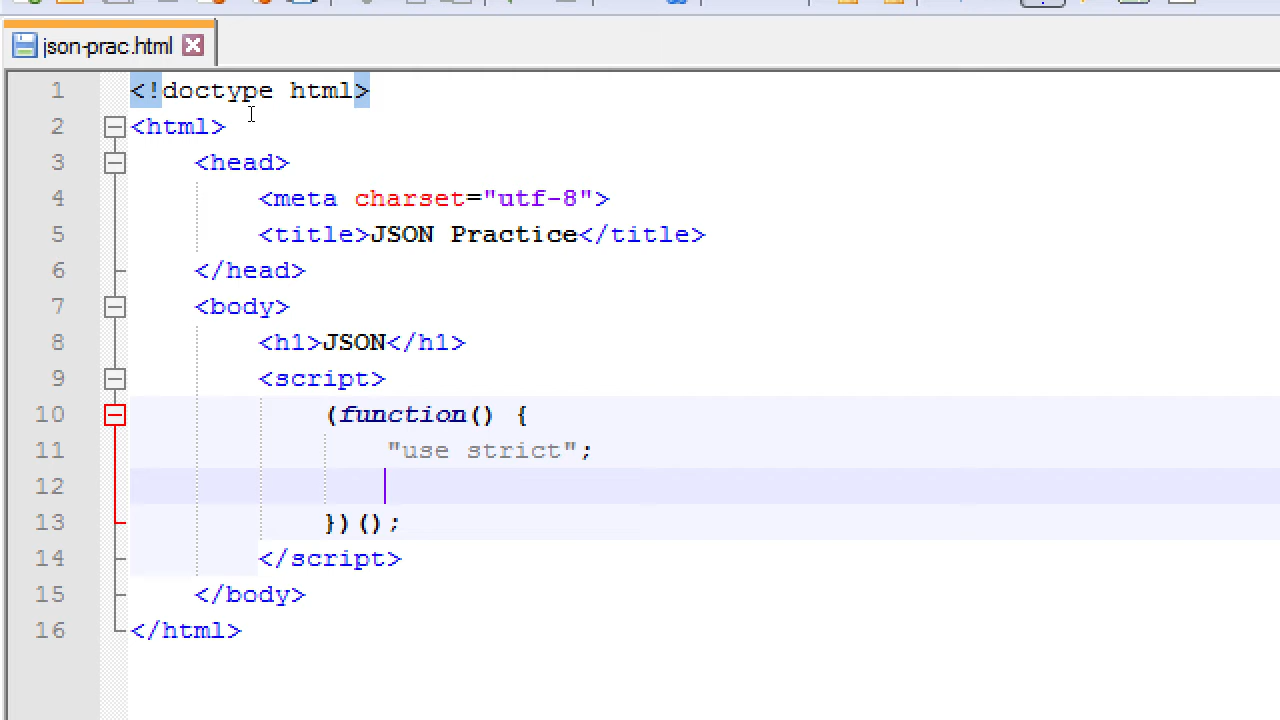 json-prac.html
1 <!doctype html>
2 <html>
3 <head>
4 <meta charset="utf-8">
5 <title>JSON Practice</title>
6 </head>
7 <body>
8 <h1>JSON</h1>
9 <script>
10 (function() {
11 "use strict";
12
13 })();
14 </script>
15 </body>
16 </html>